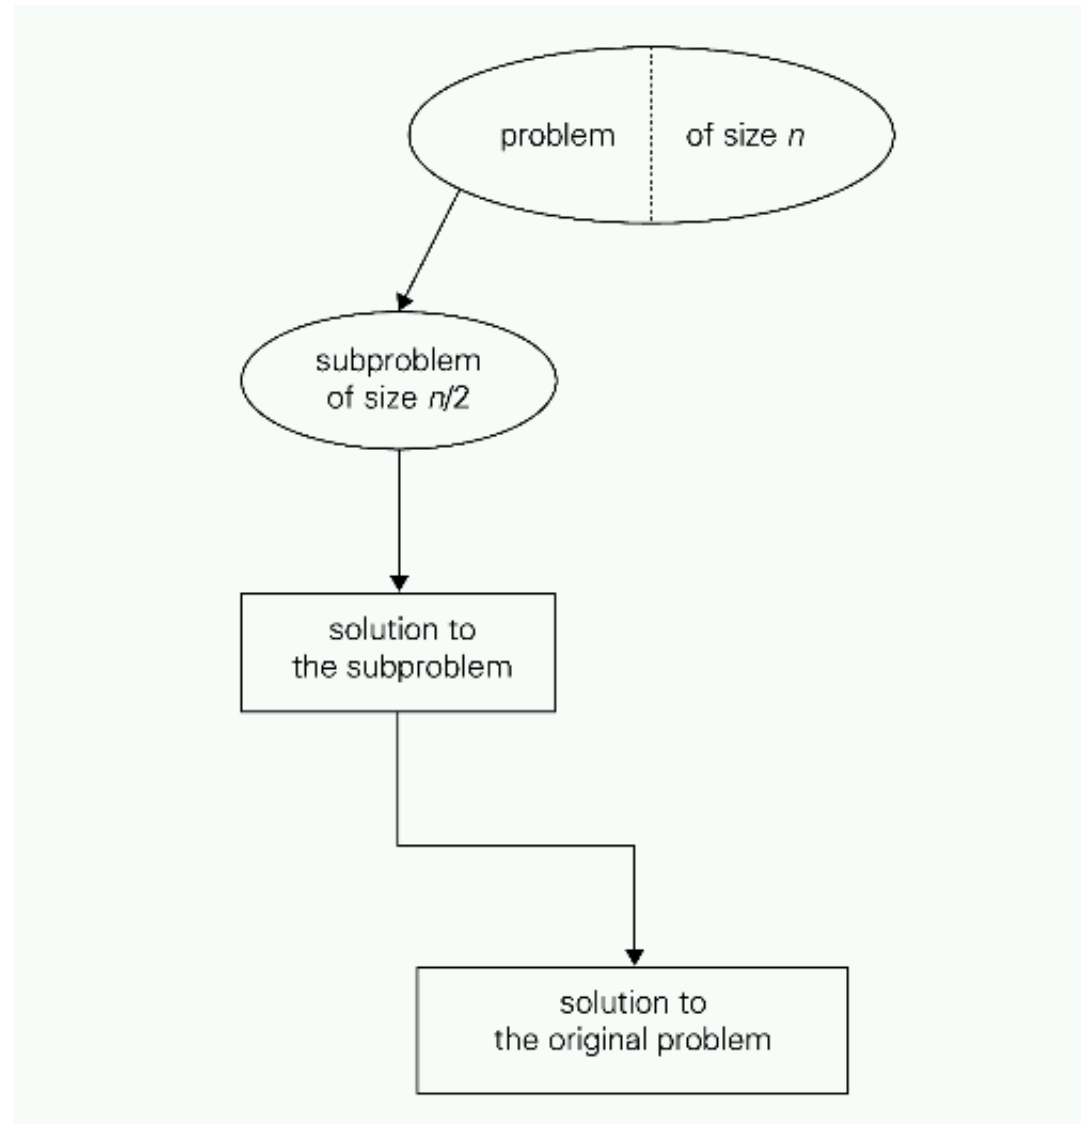 problem of size n
subproblem
of size n/2
solution to
the subproblem
solution to
the original problem